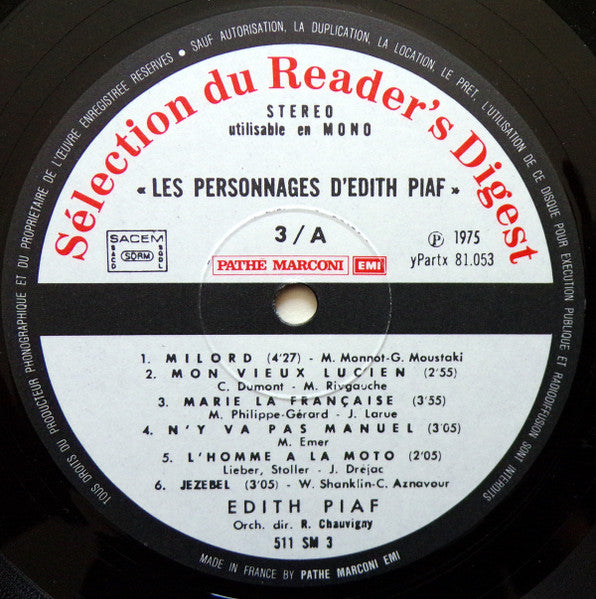 TOUS DROITS DU PRODUCTEUR PHONOGRAPHIQUE ET DU PROPRIETAIRE DE L'ŒUVRE ENREGISTREE RESERVES • SAUF AUTORISATION, LA DUPLICATION, LA LOCATION, LE PRET, L'UTILISATION DE CE DISQUE POUR EXECUTION PUBLIQUE ET RADIODIFFUSION SONT INTERDITS
Sélection du Reader's Digest
STEREO
utilisable en MONO
« LES PERSONNAGES D'EDITH PIAF »
3/A
SACEM
SACD SDRM SGDL
PATHE MARCONI EMI
Ⓟ 1975
yPartx 81.053
1. MILORD (4'27) - M. Monnot-G. Moustaki
2. MON VIEUX LUCIEN (2'55)
C. Dumont - M. Rivgauche
3. MARIE LA FRANÇAISE (3'55)
M. Philippe-Gérard - J. Larue
4. N'Y VA PAS MANUEL (3'05)
M. Emer
5. L'HOMME A LA MOTO (2'05)
Lieber, Stoller - J. Dréjac
6. JEZEBEL (3'05) - W. Shanklin-C. Aznavour
EDITH PIAF
Orch. dir. R. Chauvigny
511 SM 3
MADE IN FRANCE BY PATHE MARCONI EMI